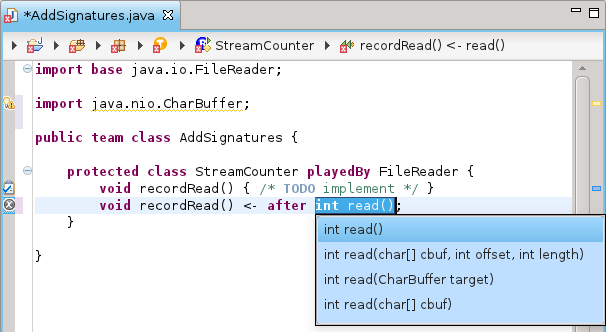 *AddSignatures.java
StreamCounter recordRead() <- read()
import base java.io.FileReader;
import java.nio.CharBuffer;
public team class AddSignatures {
protected class StreamCounter playedBy FileReader {
void recordRead() { /* TODO implement */ }
void recordRead() <- after int read();
}
}
int read()
int read(char[] cbuf, int offset, int length)
int read(CharBuffer target)
int read(char[] cbuf)